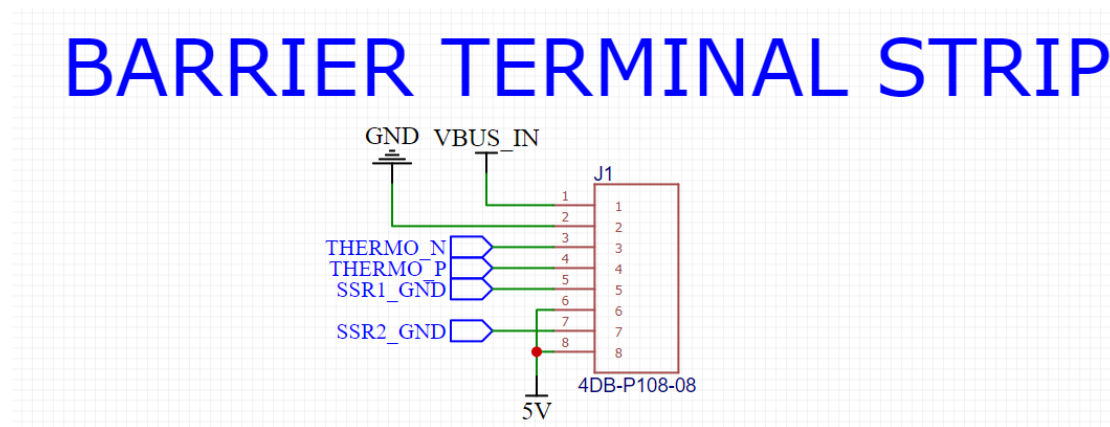 BARRIER TERMINAL STRIP
GND VBUS_IN
J1
1 1
2 2
THERMO_N 3 3
THERMO_P 4 4
SSR1_GND 5 5
6 6
SSR2_GND 7 7
8 8
4DB-P108-08
5V